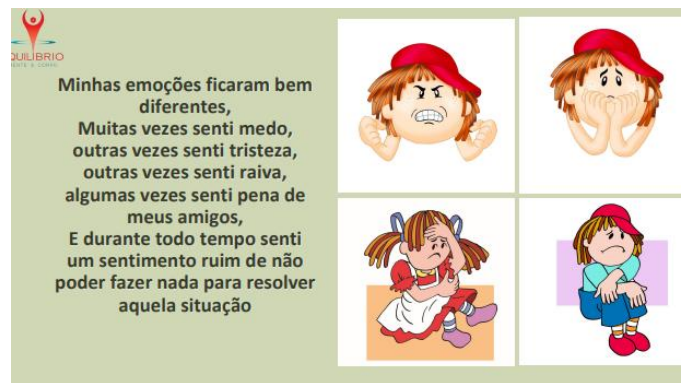 QUILIBRIO
Minhas emoções ficaram bem
diferentes,
Muitas vezes senti medo,
outras vezes senti tristeza,
outras vezes senti raiva,
algumas vezes senti pena de
meus amigos,
E durante todo tempo senti
um sentimento ruim de não
poder fazer nada para resolver
aquela situação